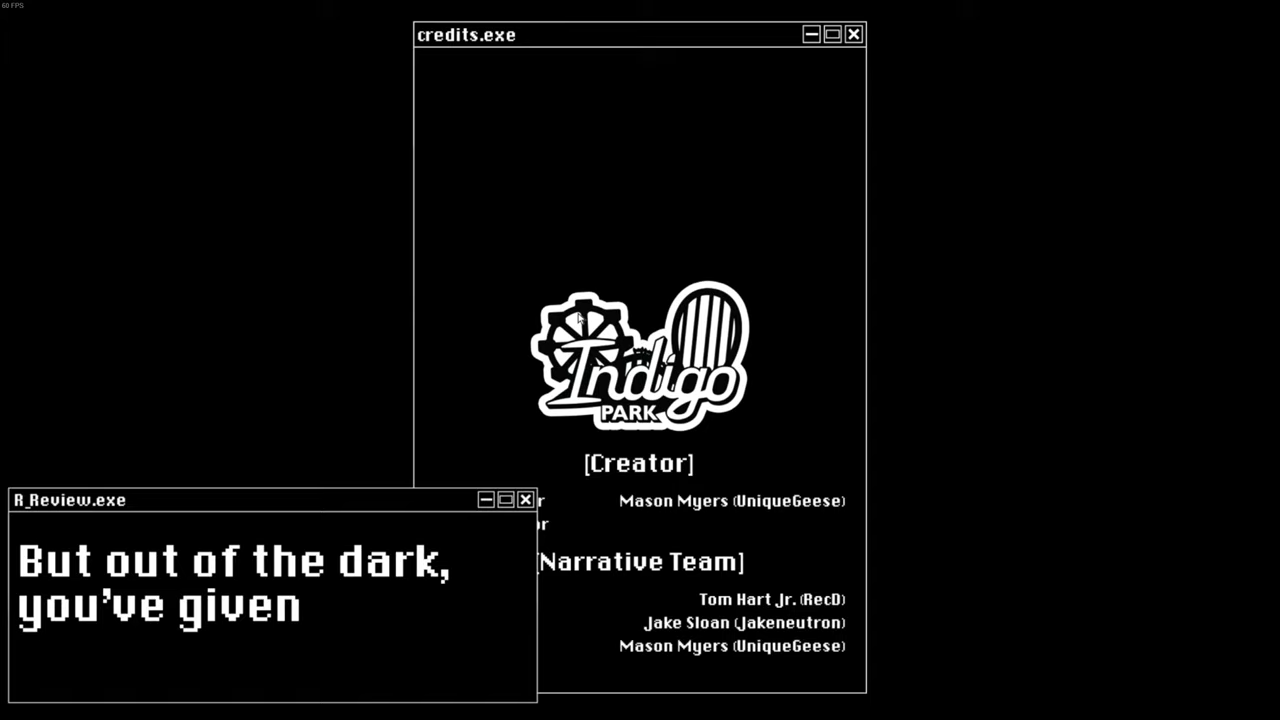 60 FPS
credits.exe
Indigo
PARK
[Creator]
r Mason Myers (UniqueGeese)
or
[Narrative Team]
Tom Hart Jr. (RecD)
Jake Sloan (Jakeneutron)
Mason Myers (UniqueGeese)
R_Review.exe
But out of the dark,
you've given